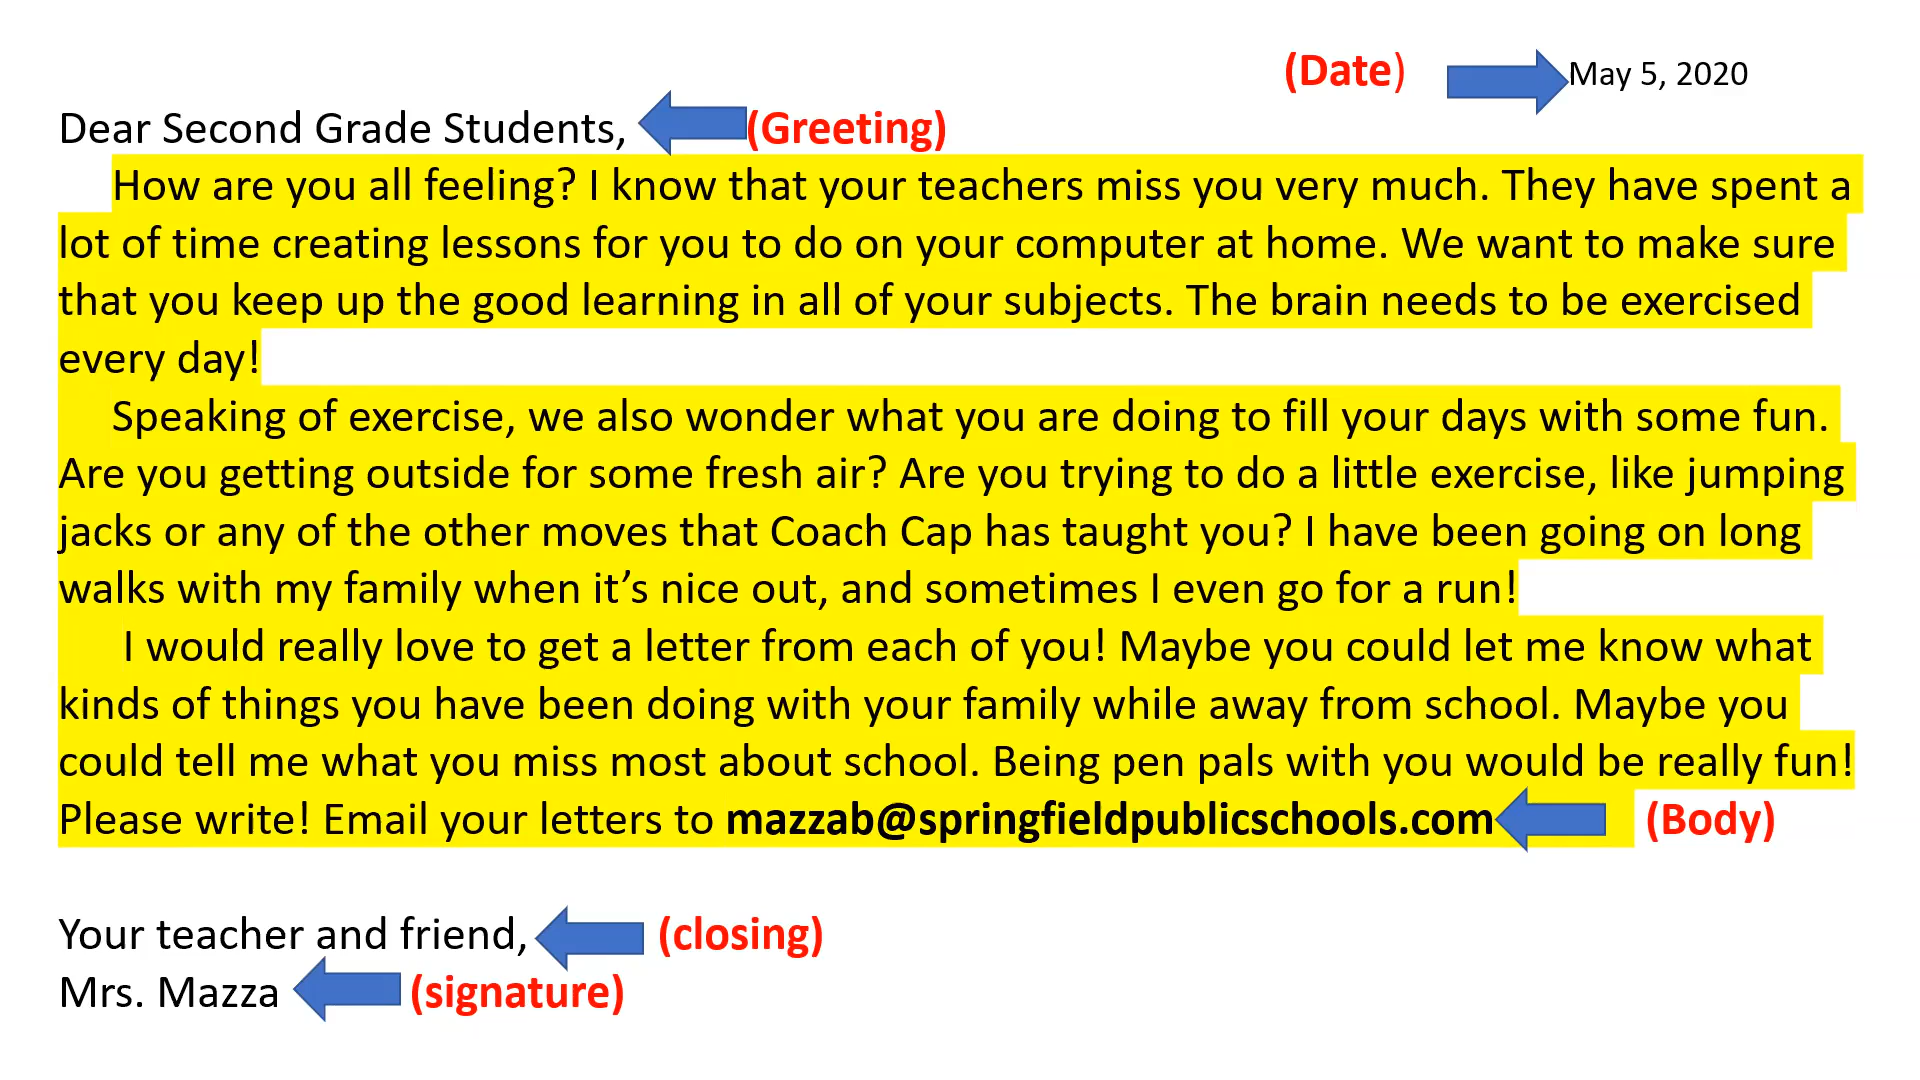 (Date) May 5, 2020
Dear Second Grade Students, (Greeting)
How are you all feeling? I know that your teachers miss you very much. They have spent a
lot of time creating lessons for you to do on your computer at home. We want to make sure
that you keep up the good learning in all of your subjects. The brain needs to be exercised
every day!
Speaking of exercise, we also wonder what you are doing to fill your days with some fun.
Are you getting outside for some fresh air? Are you trying to do a little exercise, like jumping
jacks or any of the other moves that Coach Cap has taught you? I have been going on long
walks with my family when it’s nice out, and sometimes I even go for a run!
I would really love to get a letter from each of you! Maybe you could let me know what
kinds of things you have been doing with your family while away from school. Maybe you
could tell me what you miss most about school. Being pen pals with you would be really fun!
Please write! Email your letters to mazzab@springfieldpublicschools.com (Body)
Your teacher and friend, (closing)
Mrs. Mazza (signature)